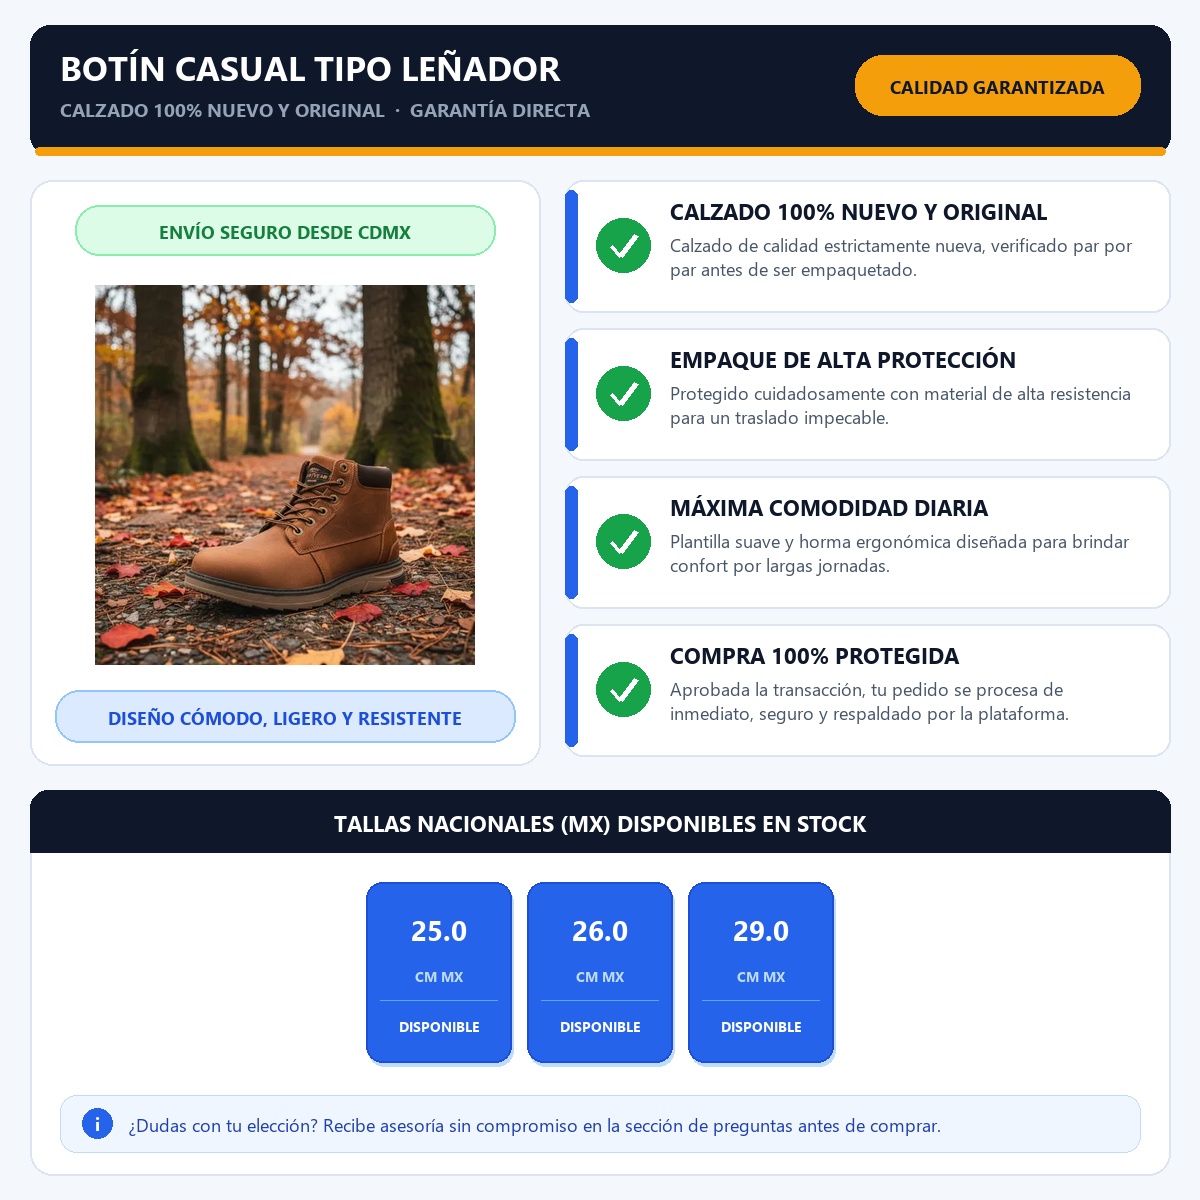 BOTÍN CASUAL TIPO LEÑADOR
CALZADO 100% NUEVO Y ORIGINAL · GARANTÍA DIRECTA
CALIDAD GARANTIZADA
ENVÍO SEGURO DESDE CDMX
DISEÑO CÓMODO, LIGERO Y RESISTENTE
CALZADO 100% NUEVO Y ORIGINAL
Calzado de calidad estrictamente nueva, verificado par por
par antes de ser empaquetado.
EMPAQUE DE ALTA PROTECCIÓN
Protegido cuidadosamente con material de alta resistencia
para un traslado impecable.
MÁXIMA COMODIDAD DIARIA
Plantilla suave y horma ergonómica diseñada para brindar
confort por largas jornadas.
COMPRA 100% PROTEGIDA
Aprobada la transacción, tu pedido se procesa de
inmediato, seguro y respaldado por la plataforma.
TALLAS NACIONALES (MX) DISPONIBLES EN STOCK
25.0
CM MX
DISPONIBLE
26.0
CM MX
DISPONIBLE
29.0
CM MX
DISPONIBLE
¿Dudas con tu elección? Recibe asesoría sin compromiso en la sección de preguntas antes de comprar.